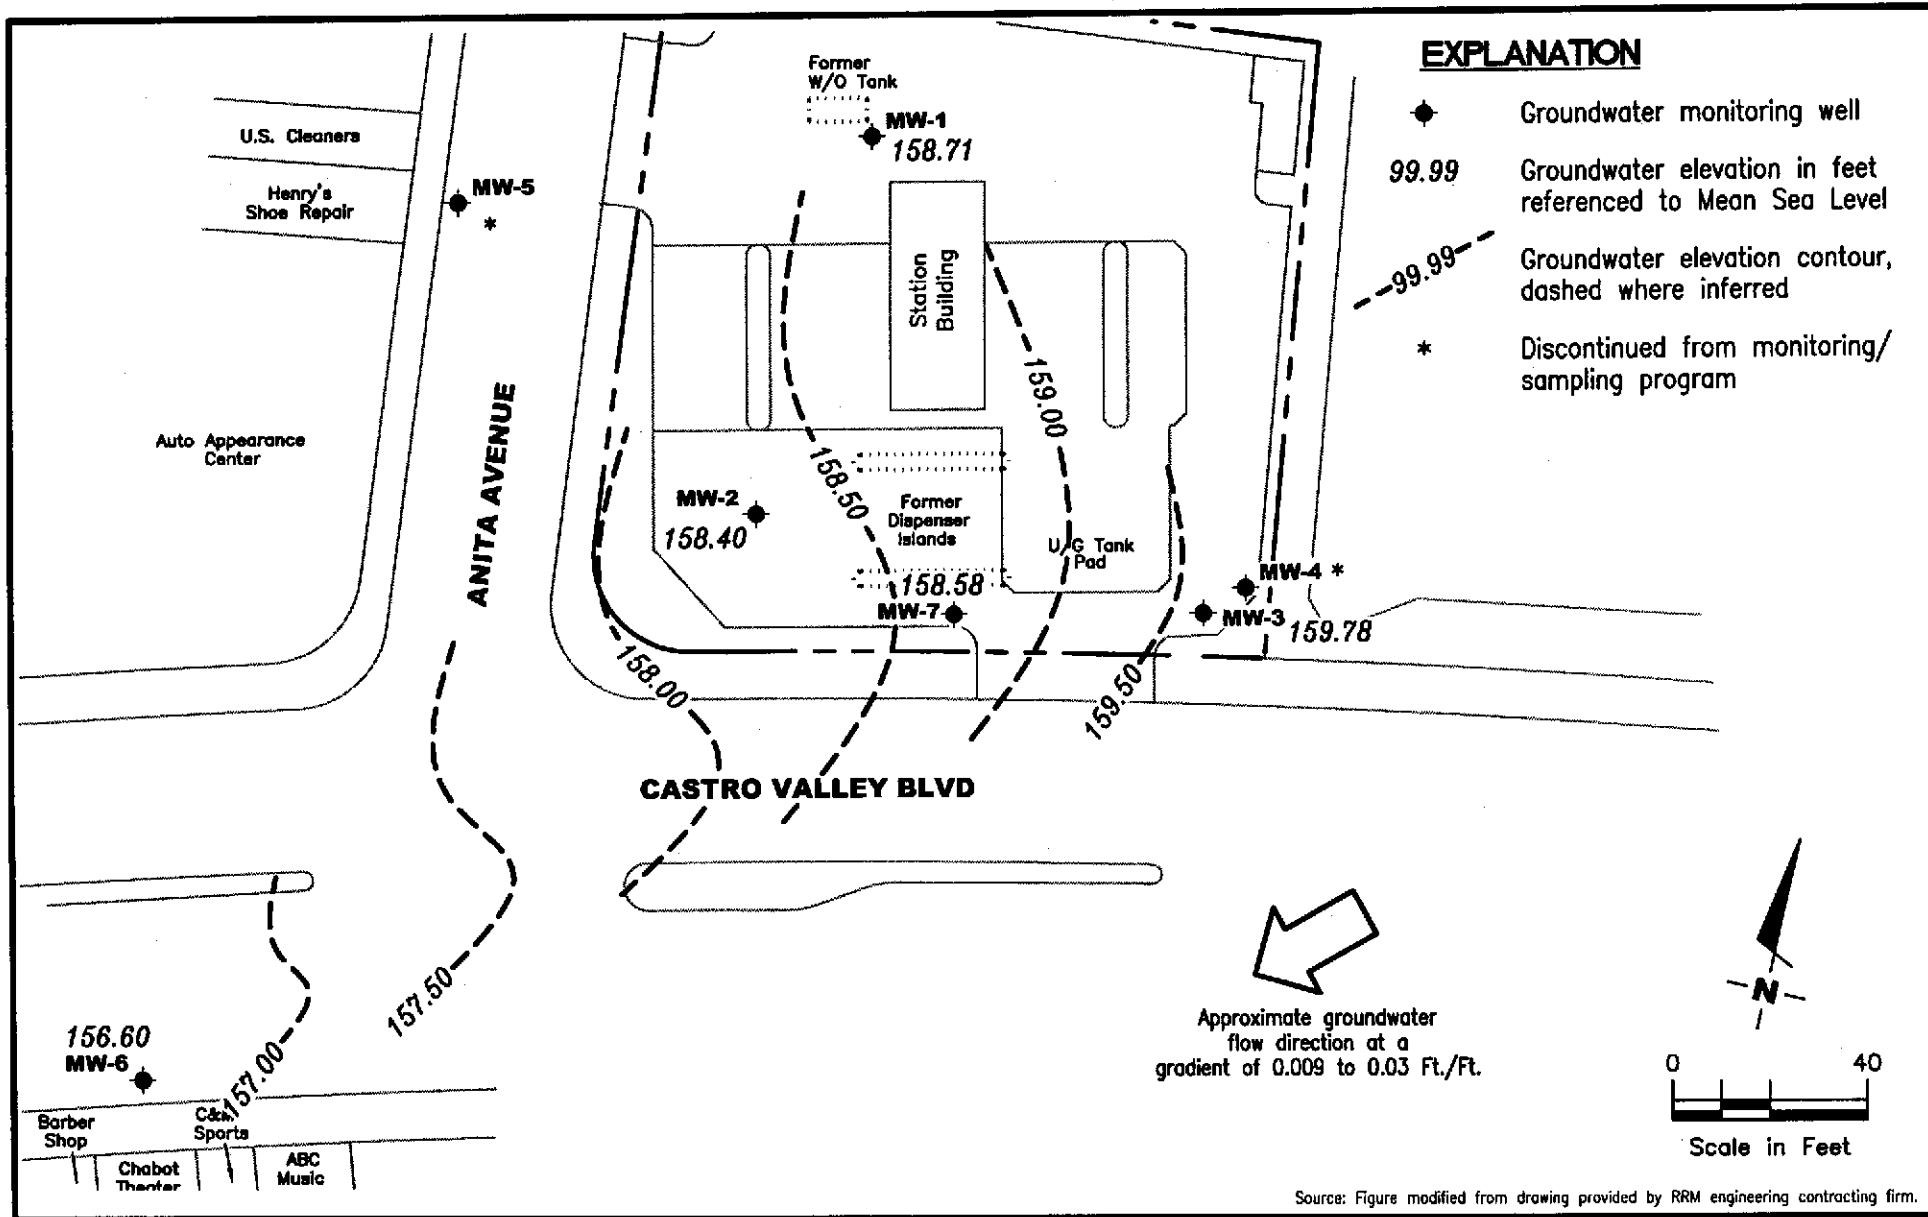 EXPLANATION
Groundwater monitoring well
99.99
Groundwater elevation in feet
referenced to Mean Sea Level
99.99
Groundwater elevation contour,
dashed where inferred
*
Discontinued from monitoring/
sampling program
Former
W/O Tank
MW-1
158.71
U.S. Cleaners
Henry's
Shoe Repair
MW-5
*
Station
Building
159.00
Auto Appearance
Center
ANITA AVENUE
158.50
MW-2
158.40
Former
Dispenser
Islands
U/G Tank
Pad
158.58
MW-7
MW-4 *
MW-3
159.78
158.00
159.50
CASTRO VALLEY BLVD
157.50
156.60
MW-6
157.00
Approximate groundwater
flow direction at a
gradient of 0.009 to 0.03 Ft./Ft.
N
0 40
Scale in Feet
Barber
Shop
Sports
Chabot
Theater
ABC
Music
Source: Figure modified from drawing provided by RRM engineering contracting firm.